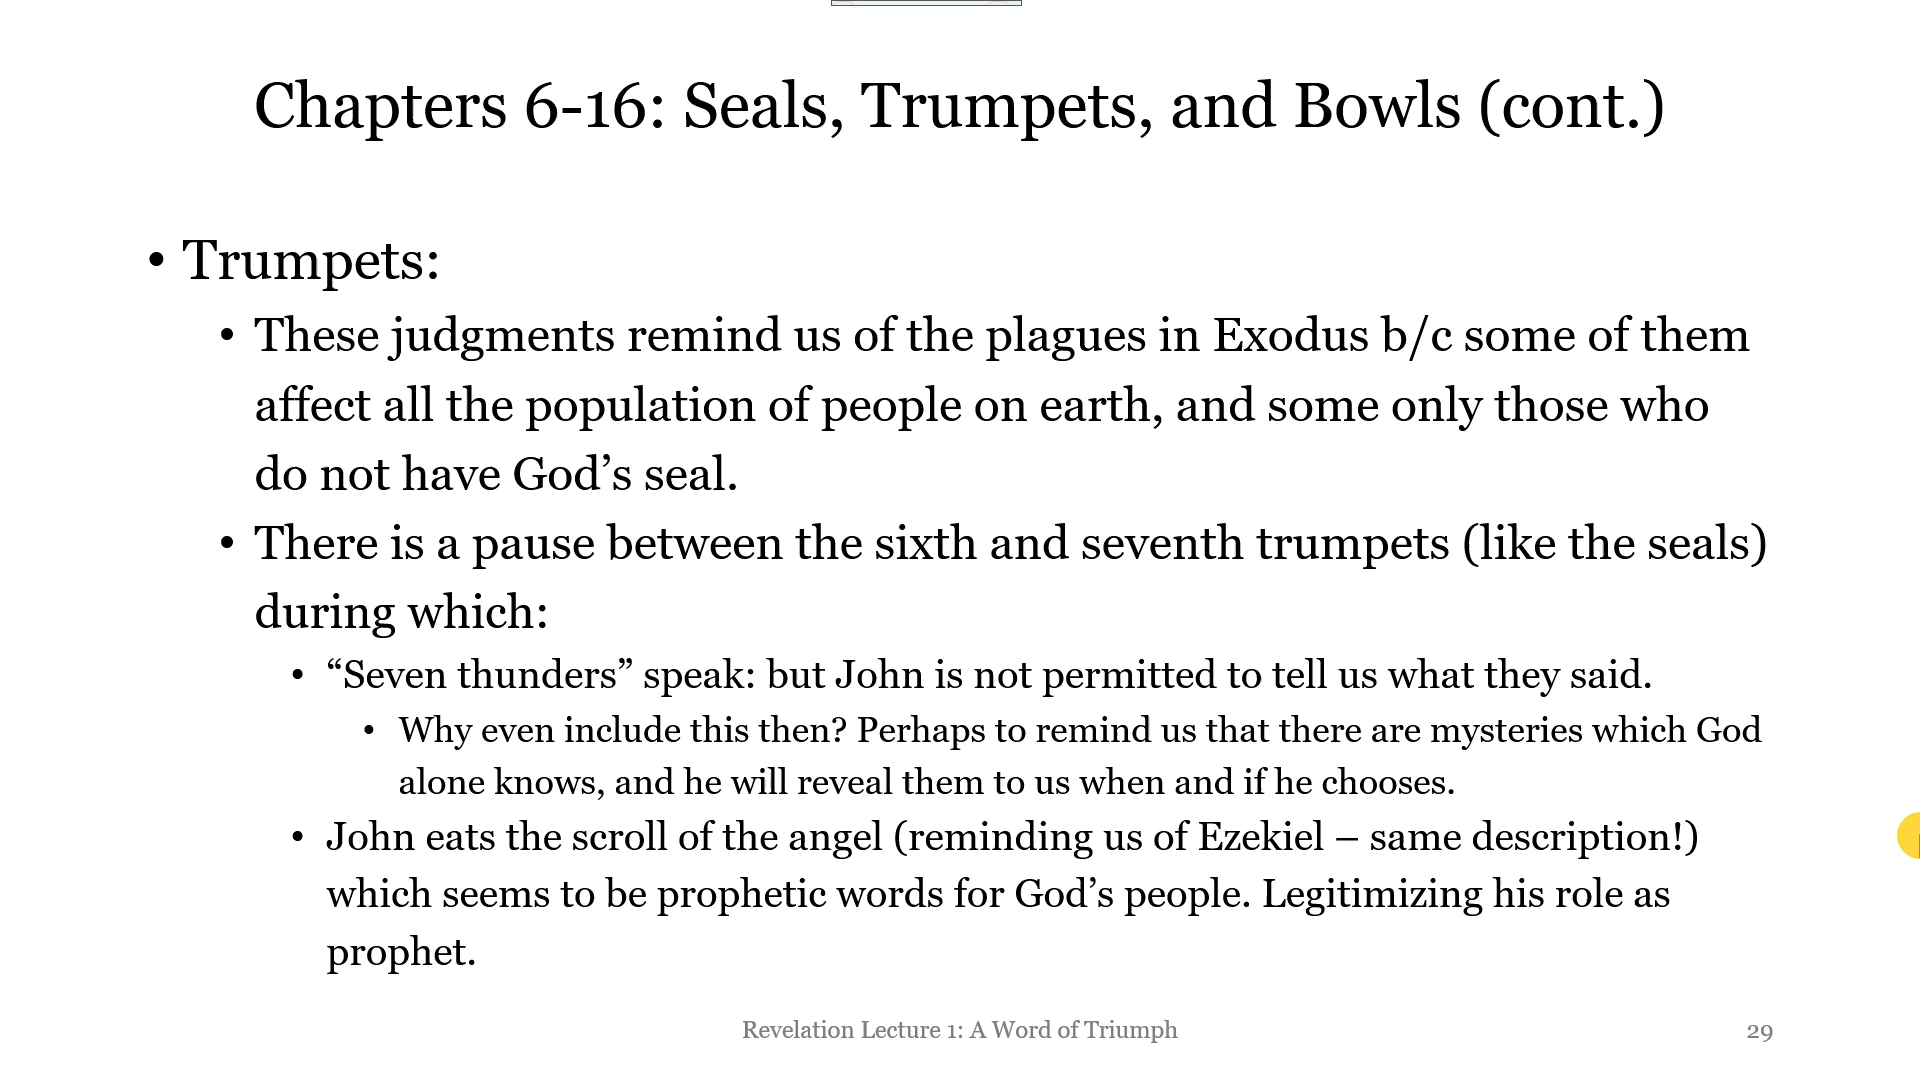 Chapters 6-16: Seals, Trumpets, and Bowls (cont.)
• Trumpets:
• These judgments remind us of the plagues in Exodus b/c some of them
affect all the population of people on earth, and some only those who
do not have God’s seal.
• There is a pause between the sixth and seventh trumpets (like the seals)
during which:
• “Seven thunders” speak: but John is not permitted to tell us what they said.
• Why even include this then? Perhaps to remind us that there are mysteries which God
alone knows, and he will reveal them to us when and if he chooses.
• John eats the scroll of the angel (reminding us of Ezekiel – same description!)
which seems to be prophetic words for God’s people. Legitimizing his role as
prophet.
Revelation Lecture 1: A Word of Triumph
29